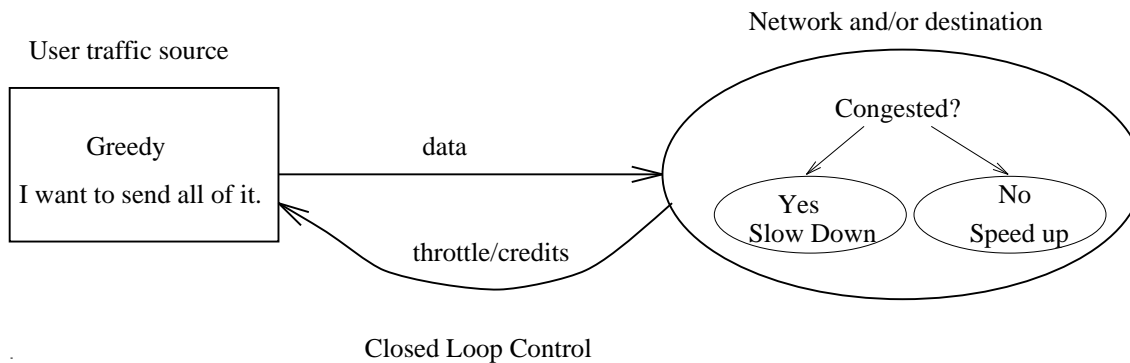 Network and/or destination
User traffic source
Congested?
Greedy
I want to send all of it.
data
Yes
Slow Down
No
Speed up
throttle/credits
Closed Loop Control